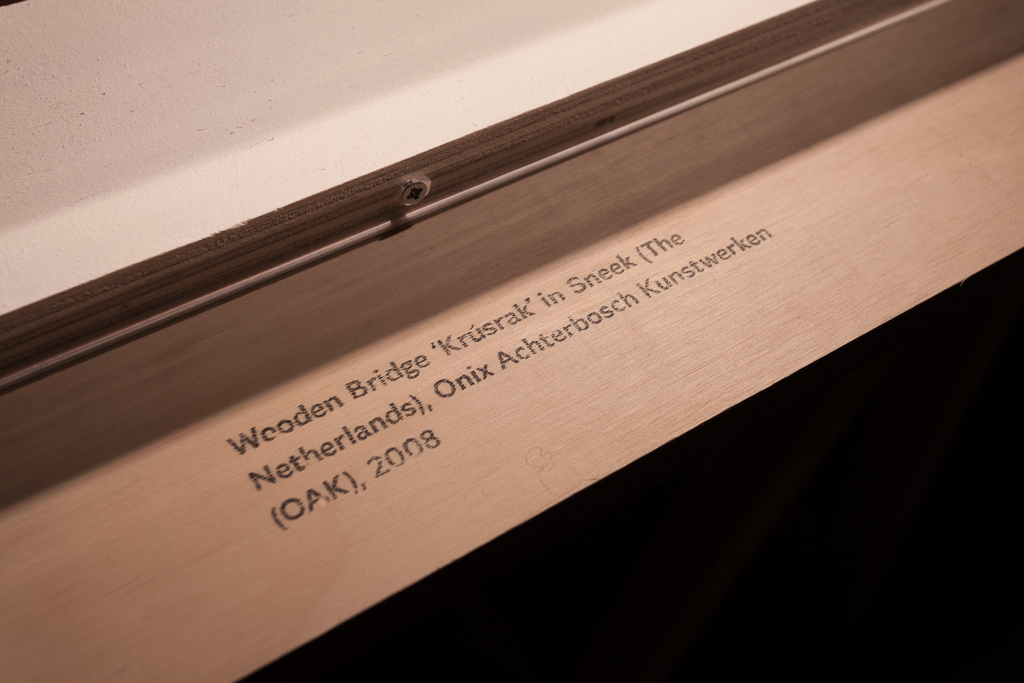 Wooden Bridge ‘Krúsrak’ in Sneek (The
Netherlands), Onix Achterbosch Kunstwerken
(OAK), 2008